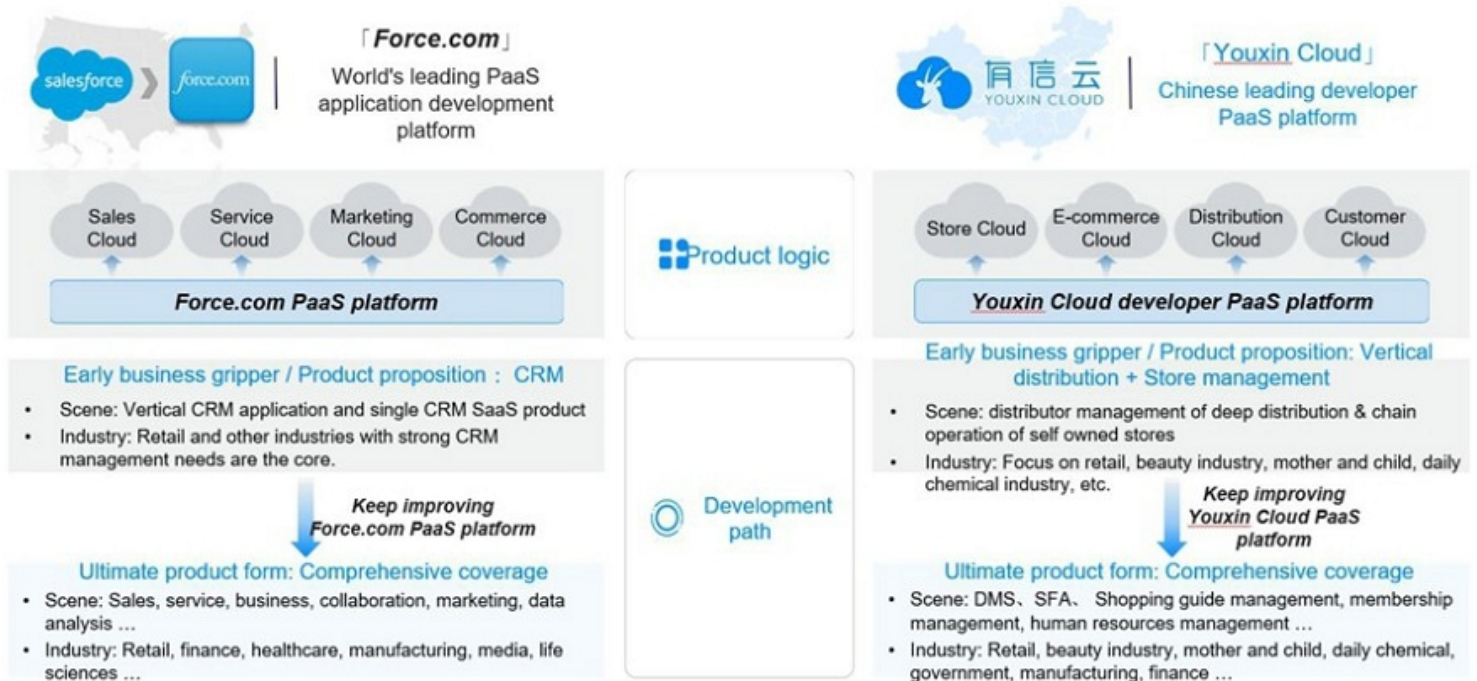 salesforce
force.com
「Force.com」
World's leading PaaS
application development
platform
有信云
YOUXIN CLOUD
「Youxin Cloud」
Chinese leading developer
PaaS platform
Sales
Cloud
Service
Cloud
Marketing
Cloud
Commerce
Cloud
Force.com PaaS platform
Product logic
Store Cloud
E-commerce
Cloud
Distribution
Cloud
Customer
Cloud
Youxin Cloud developer PaaS platform
Early business gripper / Product proposition： CRM
• Scene: Vertical CRM application and single CRM SaaS product
• Industry: Retail and other industries with strong CRM
management needs are the core.
Keep improving
Force.com PaaS platform
Ultimate product form: Comprehensive coverage
• Scene: Sales, service, business, collaboration, marketing, data
analysis ...
• Industry: Retail, finance, healthcare, manufacturing, media, life
sciences ...
Development
path
Early business gripper / Product proposition: Vertical
distribution + Store management
• Scene: distributor management of deep distribution & chain
operation of self owned stores
• Industry: Focus on retail, beauty industry, mother and child, daily
chemical industry, etc.
Keep improving
Youxin Cloud PaaS
platform
Ultimate product form: Comprehensive coverage
• Scene: DMS、SFA、 Shopping guide management, membership
management, human resources management ...
• Industry: Retail, beauty industry, mother and child, daily chemical,
government, manufacturing, finance ...